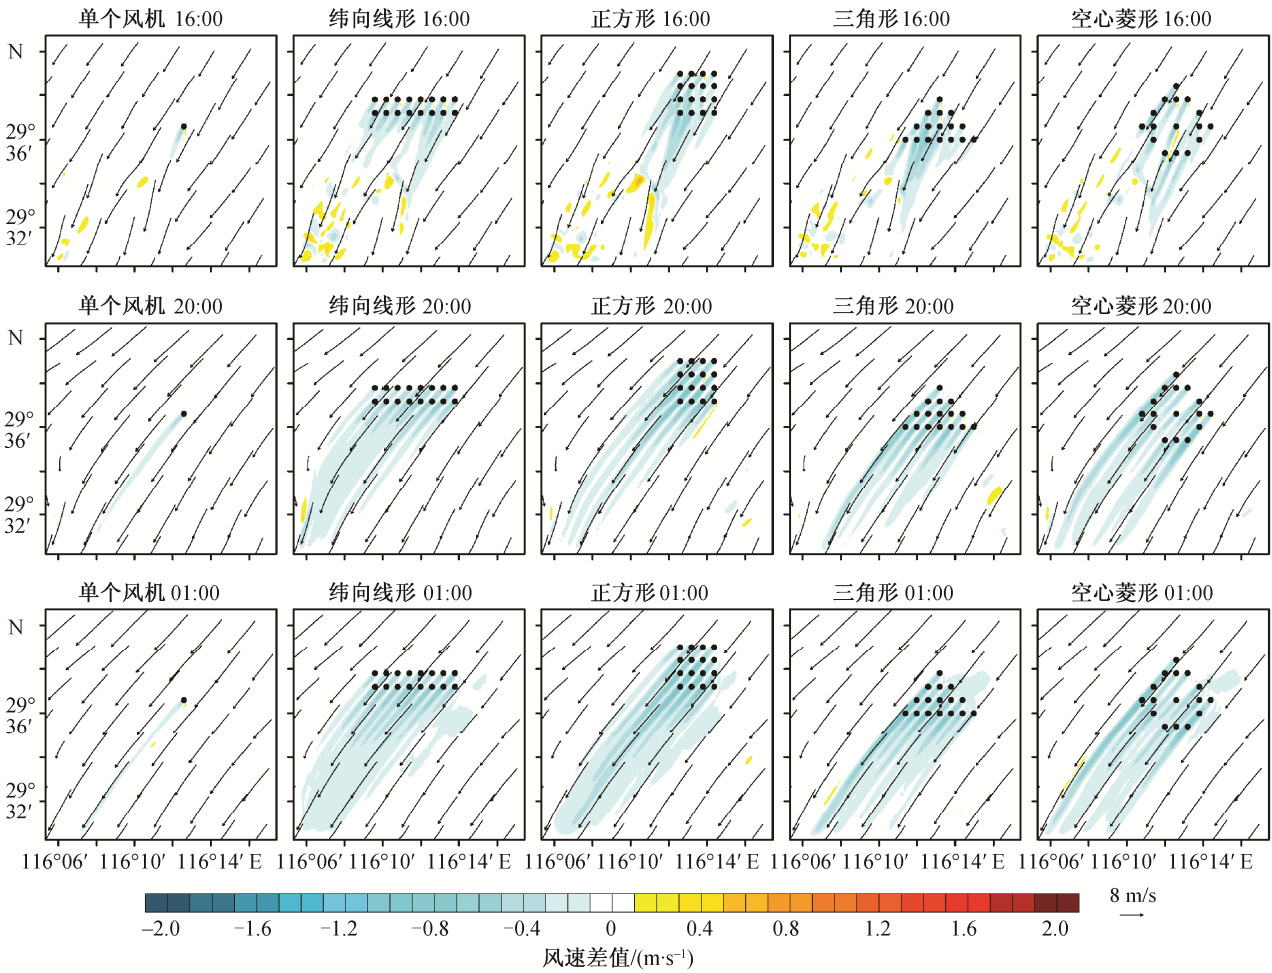 单个风机 16:00 纬向线形 16:00 正方形 16:00 三角形16:00 空心菱形16:00
N
29°
36′
29°
32′
单个风机 20:00 纬向线形 20:00 正方形 20:00 三角形 20:00 空心菱形20:00
N
29°
36′
29°
32′
单个风机 01:00 纬向线形 01:00 正方形 01:00 三角形 01:00 空心菱形 01:00
N
29°
36′
29°
32′
116°06′ 116°10′ 116°14′ E 116°06′ 116°10′ 116°14′ E 116°06′ 116°10′ 116°14′ E 116°06′ 116°10′ 116°14′ E 116°06′ 116°10′ 116°14′ E
8 m/s
−2.0 −1.6 −1.2 −0.8 −0.4 0 0.4 0.8 1.2 1.6 2.0
风速差值/(m·s⁻¹)